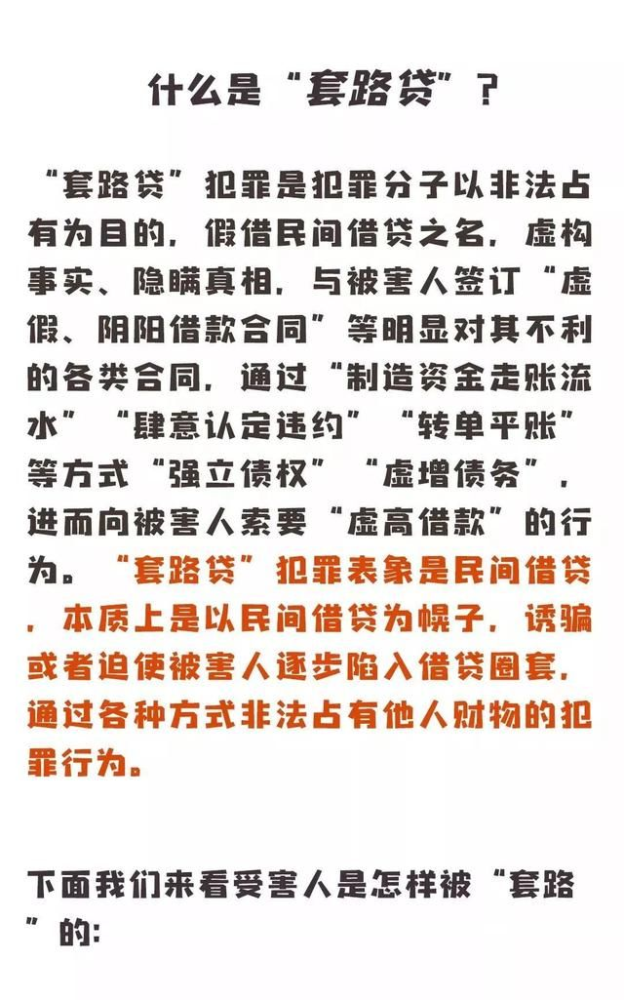 什么是“套路贷”?
“套路贷”犯罪是犯罪分子以非法占
有为目的，假借民间借贷之名，虚构
事实、隐瞒真相，与被害人签订“虚
假、阴阳借款合同”等明显对其不利
的各类合同，通过“制造资金走账流
水”“肆意认定违约”“转单平账”
等方式“强立债权”“虚增债务”，
进而向被害人索要“虚高借款”的行
为。“套路贷”犯罪表象是民间借贷
，本质上是以民间借贷为幌子，诱骗
或者迫使被害人逐步陷入借贷圈套，
通过各种方式非法占有他人财物的犯
罪行为。
下面我们来看受害人是怎样被“套路
”的：